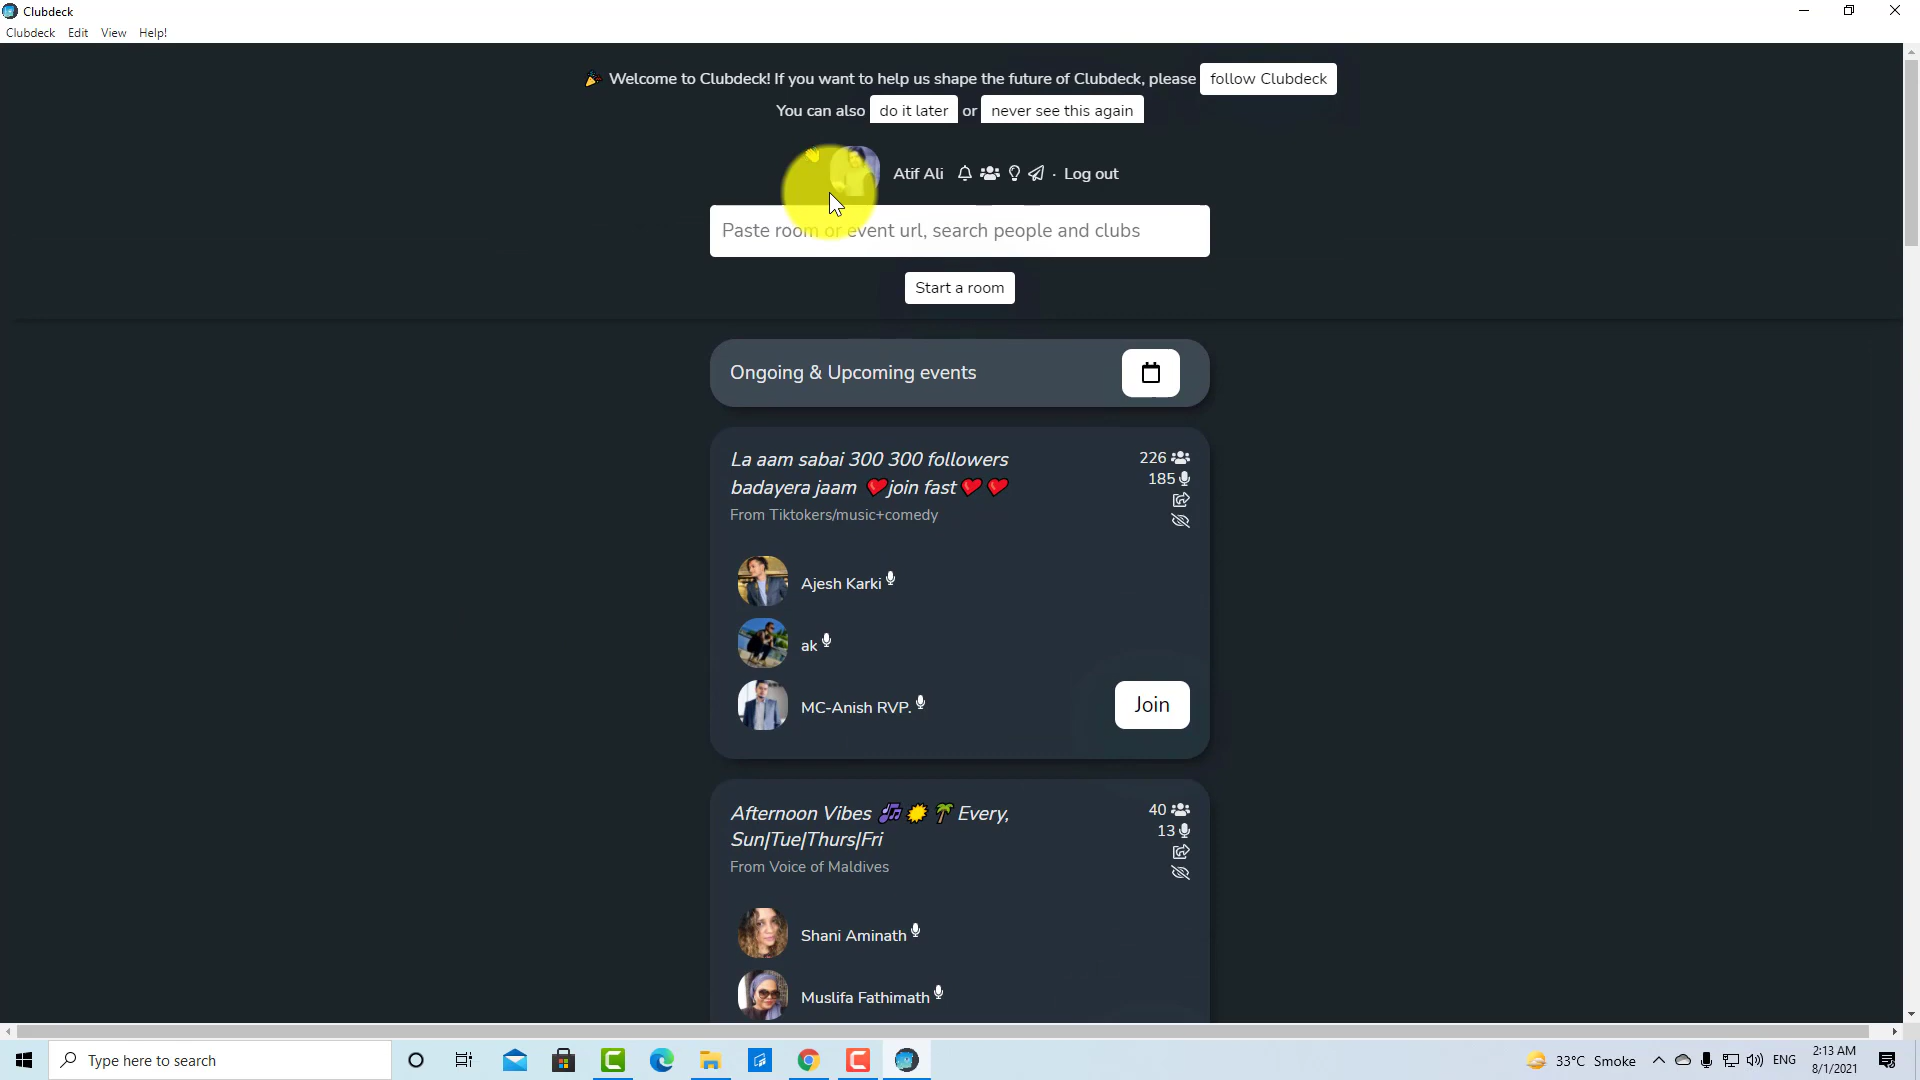 Clubdeck
Clubdeck Edit View Help!
🎉 Welcome to Clubdeck! If you want to help us shape the future of Clubdeck, please follow Clubdeck
You can also do it later or never see this again
Atif Ali · Log out
Paste room or event url, search people and clubs
Start a room
Ongoing & Upcoming events
La aam sabai 300 300 followers
badayera jaam ❤️join fast❤️❤️
From Tiktokers/music+comedy
226
185
Ajesh Karki
ak
MC-Anish RVP.
Join
Afternoon Vibes 🎶☀️🌴 Every,
Sun|Tue|Thurs|Fri
From Voice of Maldives
40
13
Shani Aminath
Muslifa Fathimath
Type here to search
33°C Smoke
ENG
2:13 AM
8/1/2021